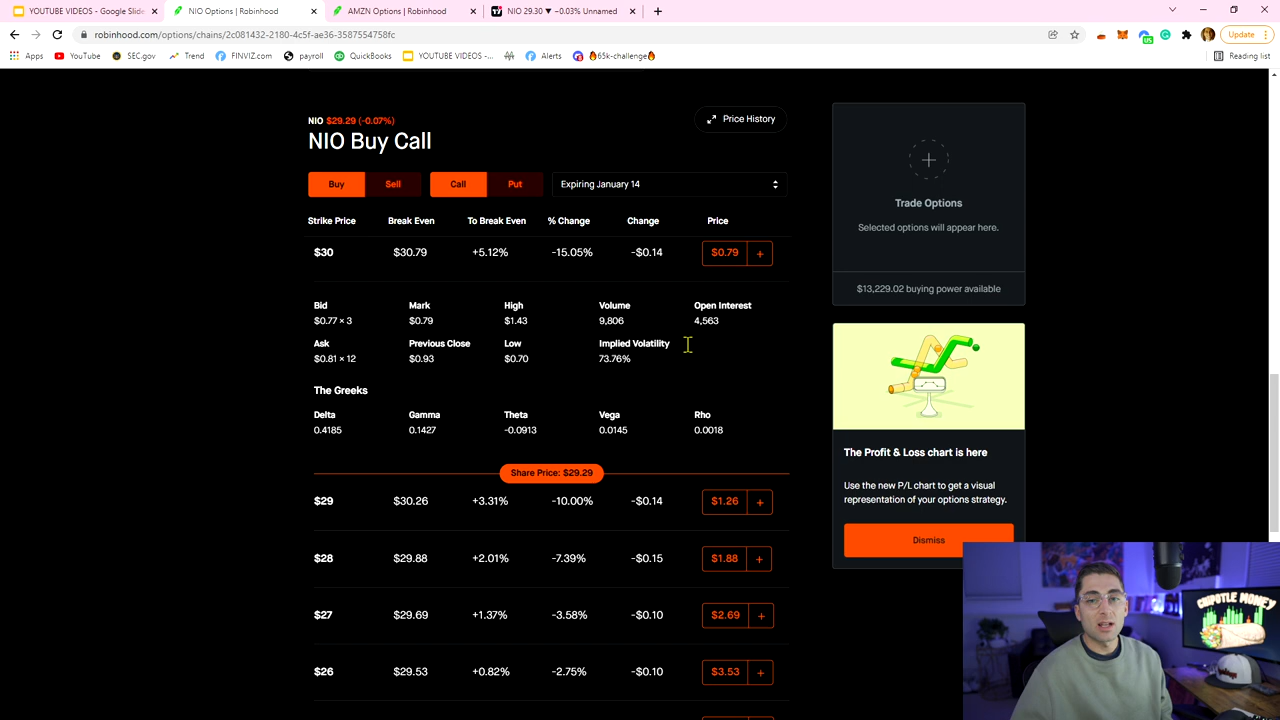 YOUTUBE VIDEOS - Google Slide
NIO Options | Robinhood
AMZN Options | Robinhood
NIO 29.30 ▼ −0.03% Unnamed
robinhood.com/options/chains/2c081432-2180-4c5f-ae36-3587554758fc
Update
Apps
YouTube
SEC.gov
Trend
FINVIZ.com
payroll
QuickBooks
YOUTUBE VIDEOS -...
Alerts
🔥65k-challenge🔥
Reading list
NIO $29.29 (-0.07%)
NIO Buy Call
Price History
Buy Sell Call Put Expiring January 14
Strike Price Break Even To Break Even % Change Change Price
$30 $30.79 +5.12% -15.05% -$0.14 $0.79 +
Bid Mark High Volume Open Interest
$0.77 × 3 $0.79 $1.43 9,806 4,563
Ask Previous Close Low Implied Volatility
$0.81 × 12 $0.93 $0.70 73.76%
The Greeks
Delta Gamma Theta Vega Rho
0.4185 0.1427 -0.0913 0.0145 0.0018
Share Price: $29.29
$29 $30.26 +3.31% -10.00% -$0.14 $1.26 +
$28 $29.88 +2.01% -7.39% -$0.15 $1.88 +
$27 $29.69 +1.37% -3.58% -$0.10 $2.69 +
$26 $29.53 +0.82% -2.75% -$0.10 $3.53 +
Trade Options
Selected options will appear here.
$13,229.02 buying power available
The Profit & Loss chart is here
Use the new P/L chart to get a visual
representation of your options strategy.
Dismiss
CHIPOTLE MONEY